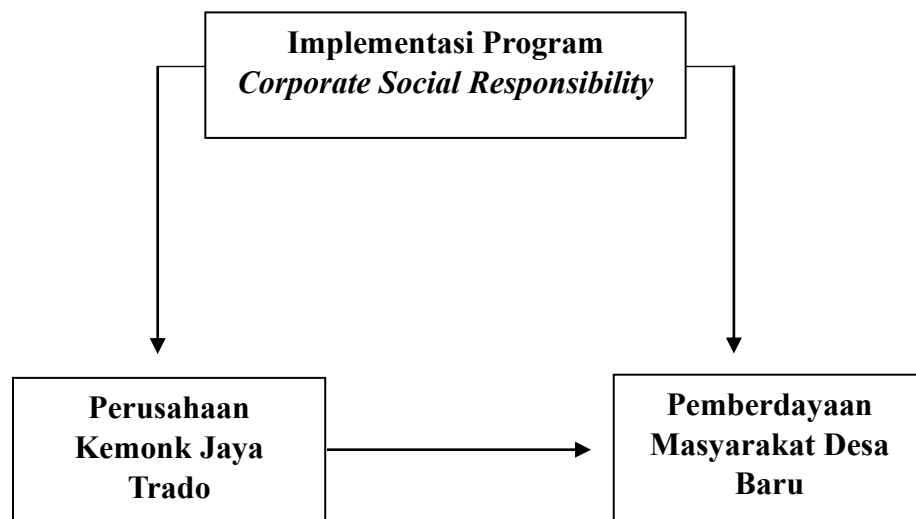 Implementasi Program
Corporate Social Responsibility
Perusahaan
Kemonk Jaya
Trado
Pemberdayaan
Masyarakat Desa
Baru